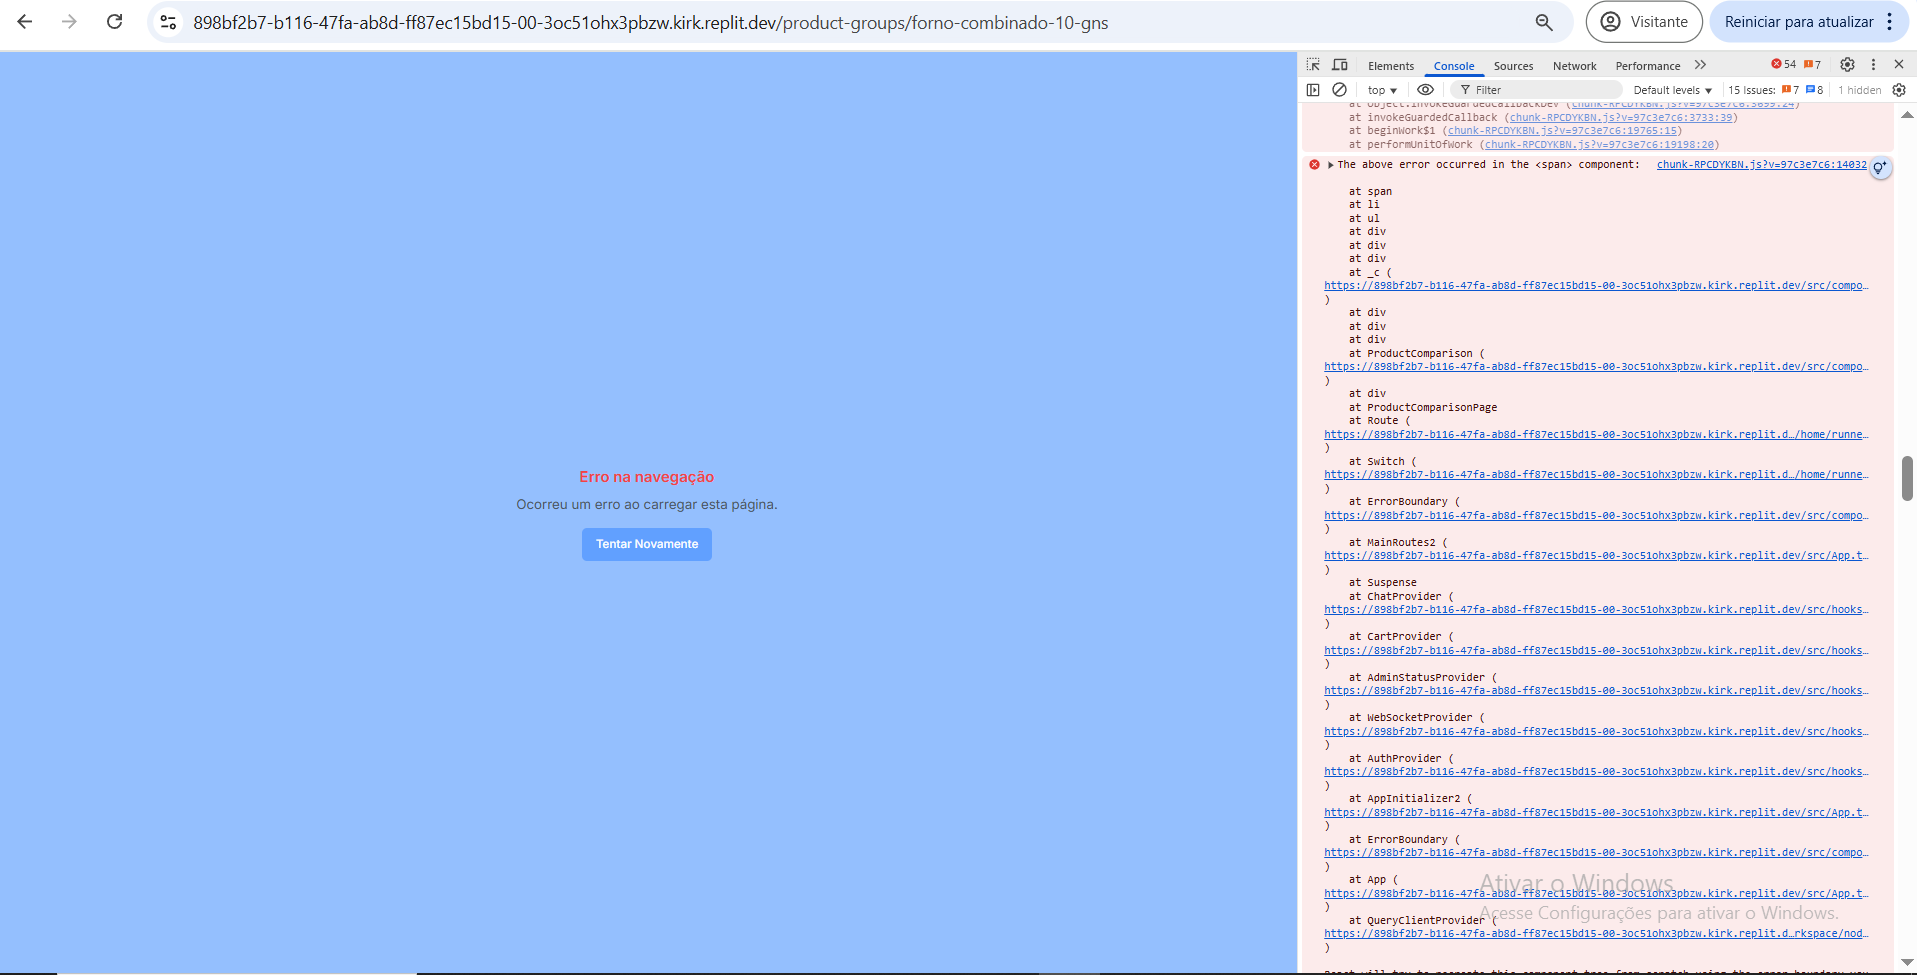 898bf2b7-b116-47fa-ab8d-ff87ec15bd15-00-3oc51ohx3pbzw.kirk.replit.dev/product-groups/forno-combinado-10-gns
Visitante
Reiniciar para atualizar
Elements Console Sources Network Performance 54 7
top Filter Default levels 15 Issues: 7 8 1 hidden
at Object.invokeGuardedCallbackDev (chunk-RPCDYKBN.js?v=97c3e7c6:3699:24)
at invokeGuardedCallback (chunk-RPCDYKBN.js?v=97c3e7c6:3733:39)
at beginWork$1 (chunk-RPCDYKBN.js?v=97c3e7c6:19765:15)
at performUnitOfWork (chunk-RPCDYKBN.js?v=97c3e7c6:19198:20)
The above error occurred in the <span> component: chunk-RPCDYKBN.js?v=97c3e7c6:14032
at span
at li
at ul
at div
at div
at div
at _c (
https://898bf2b7-b116-47fa-ab8d-ff87ec15bd15-00-3oc51ohx3pbzw.kirk.replit.dev/src/compo…
)
at div
at div
at div
at ProductComparison (
https://898bf2b7-b116-47fa-ab8d-ff87ec15bd15-00-3oc51ohx3pbzw.kirk.replit.dev/src/compo…
)
at div
at ProductComparisonPage
at Route (
https://898bf2b7-b116-47fa-ab8d-ff87ec15bd15-00-3oc51ohx3pbzw.kirk.replit.d…/home/runne…
)
at Switch (
https://898bf2b7-b116-47fa-ab8d-ff87ec15bd15-00-3oc51ohx3pbzw.kirk.replit.d…/home/runne…
)
at ErrorBoundary (
https://898bf2b7-b116-47fa-ab8d-ff87ec15bd15-00-3oc51ohx3pbzw.kirk.replit.dev/src/compo…
)
at MainRoutes2 (
https://898bf2b7-b116-47fa-ab8d-ff87ec15bd15-00-3oc51ohx3pbzw.kirk.replit.dev/src/App.t…
)
at Suspense
at ChatProvider (
https://898bf2b7-b116-47fa-ab8d-ff87ec15bd15-00-3oc51ohx3pbzw.kirk.replit.dev/src/hooks…
)
at CartProvider (
https://898bf2b7-b116-47fa-ab8d-ff87ec15bd15-00-3oc51ohx3pbzw.kirk.replit.dev/src/hooks…
)
at AdminStatusProvider (
https://898bf2b7-b116-47fa-ab8d-ff87ec15bd15-00-3oc51ohx3pbzw.kirk.replit.dev/src/hooks…
)
at WebSocketProvider (
https://898bf2b7-b116-47fa-ab8d-ff87ec15bd15-00-3oc51ohx3pbzw.kirk.replit.dev/src/hooks…
)
at AuthProvider (
https://898bf2b7-b116-47fa-ab8d-ff87ec15bd15-00-3oc51ohx3pbzw.kirk.replit.dev/src/hooks…
)
at AppInitializer2 (
https://898bf2b7-b116-47fa-ab8d-ff87ec15bd15-00-3oc51ohx3pbzw.kirk.replit.dev/src/App.t…
)
at ErrorBoundary (
https://898bf2b7-b116-47fa-ab8d-ff87ec15bd15-00-3oc51ohx3pbzw.kirk.replit.dev/src/compo…
)
at App (
https://898bf2b7-b116-47fa-ab8d-ff87ec15bd15-00-3oc51ohx3pbzw.kirk.replit.dev/src/App.t…
)
at QueryClientProvider (
https://898bf2b7-b116-47fa-ab8d-ff87ec15bd15-00-3oc51ohx3pbzw.kirk.replit.d…rkspace/nod…
)
Erro na navegação
Ocorreu um erro ao carregar esta página.
Tentar Novamente
Ativar o Windows
Acesse Configurações para ativar o Windows.